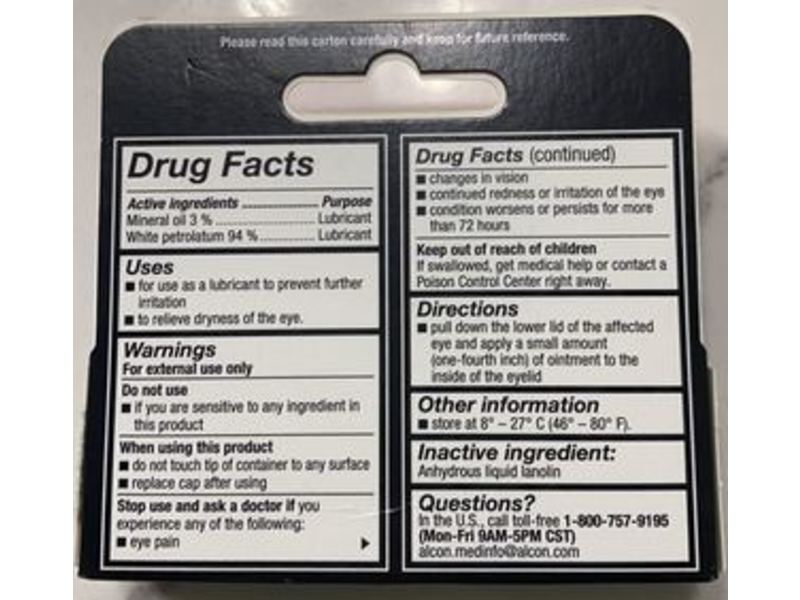 Please read this carton carefully and keep for future reference.
Drug Facts
Active ingredients ........................ Purpose
Mineral oil 3 % ........................ Lubricant
White petrolatum 94 % ............. Lubricant
Uses
■ for use as a lubricant to prevent further
irritation
■ to relieve dryness of the eye.
Warnings
For external use only
Do not use
■ if you are sensitive to any ingredient in
this product
When using this product
■ do not touch tip of container to any surface
■ replace cap after using
Stop use and ask a doctor if you
experience any of the following:
■ eye pain
Drug Facts (continued)
■ changes in vision
■ continued redness or irritation of the eye
■ condition worsens or persists for more
than 72 hours
Keep out of reach of children
If swallowed, get medical help or contact a
Poison Control Center right away.
Directions
■ pull down the lower lid of the affected
eye and apply a small amount
(one-fourth inch) of ointment to the
inside of the eyelid
Other information
■ store at 8° – 27° C (46° – 80° F).
Inactive ingredient:
Anhydrous liquid lanolin
Questions?
In the U.S., call toll-free 1-800-757-9195
(Mon-Fri 9AM-5PM CST)
alcon.medinfo@alcon.com